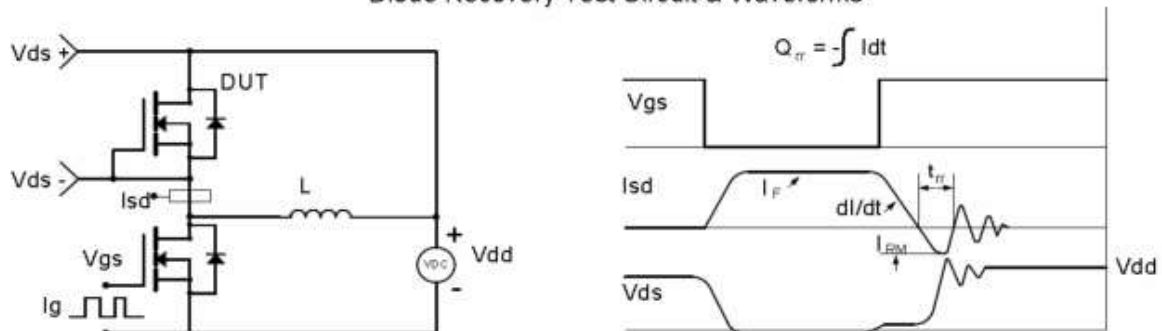 Diode Recovery Test Circuit & Waveforms
Vds +
DUT
Vds -
Isd
L
Vgs
Ig
+
VDC
-
Vdd
Qrr = -∫ Idt
Vgs
Isd
IF
dI/dt
trr
IRM
Vds
Vdd